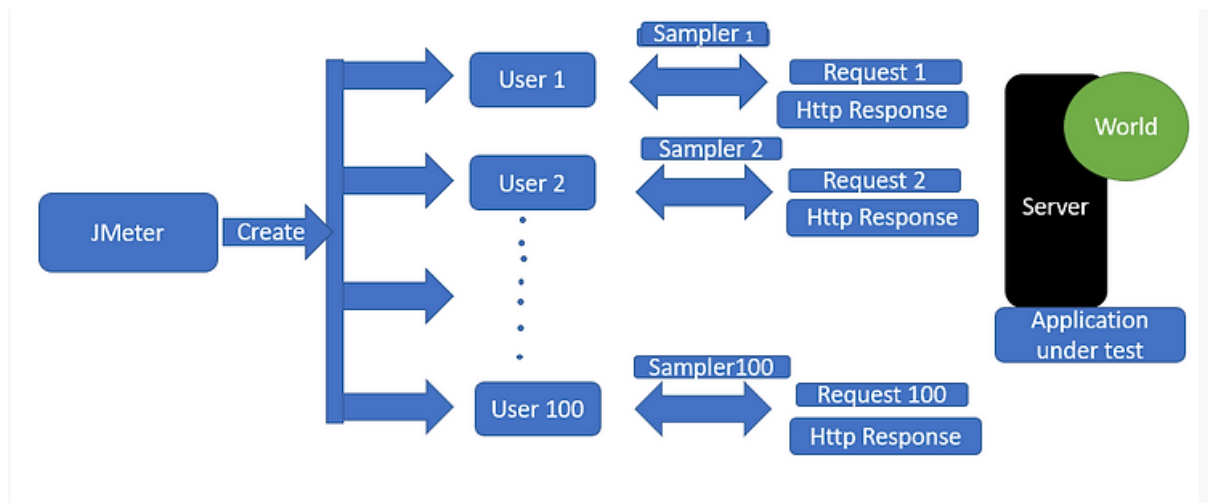 Sampler 1
User 1
Request 1
Http Response
World
Sampler 2
User 2
Request 2
Http Response
Server
JMeter
Create
Application
under test
Sampler100
User 100
Request 100
Http Response